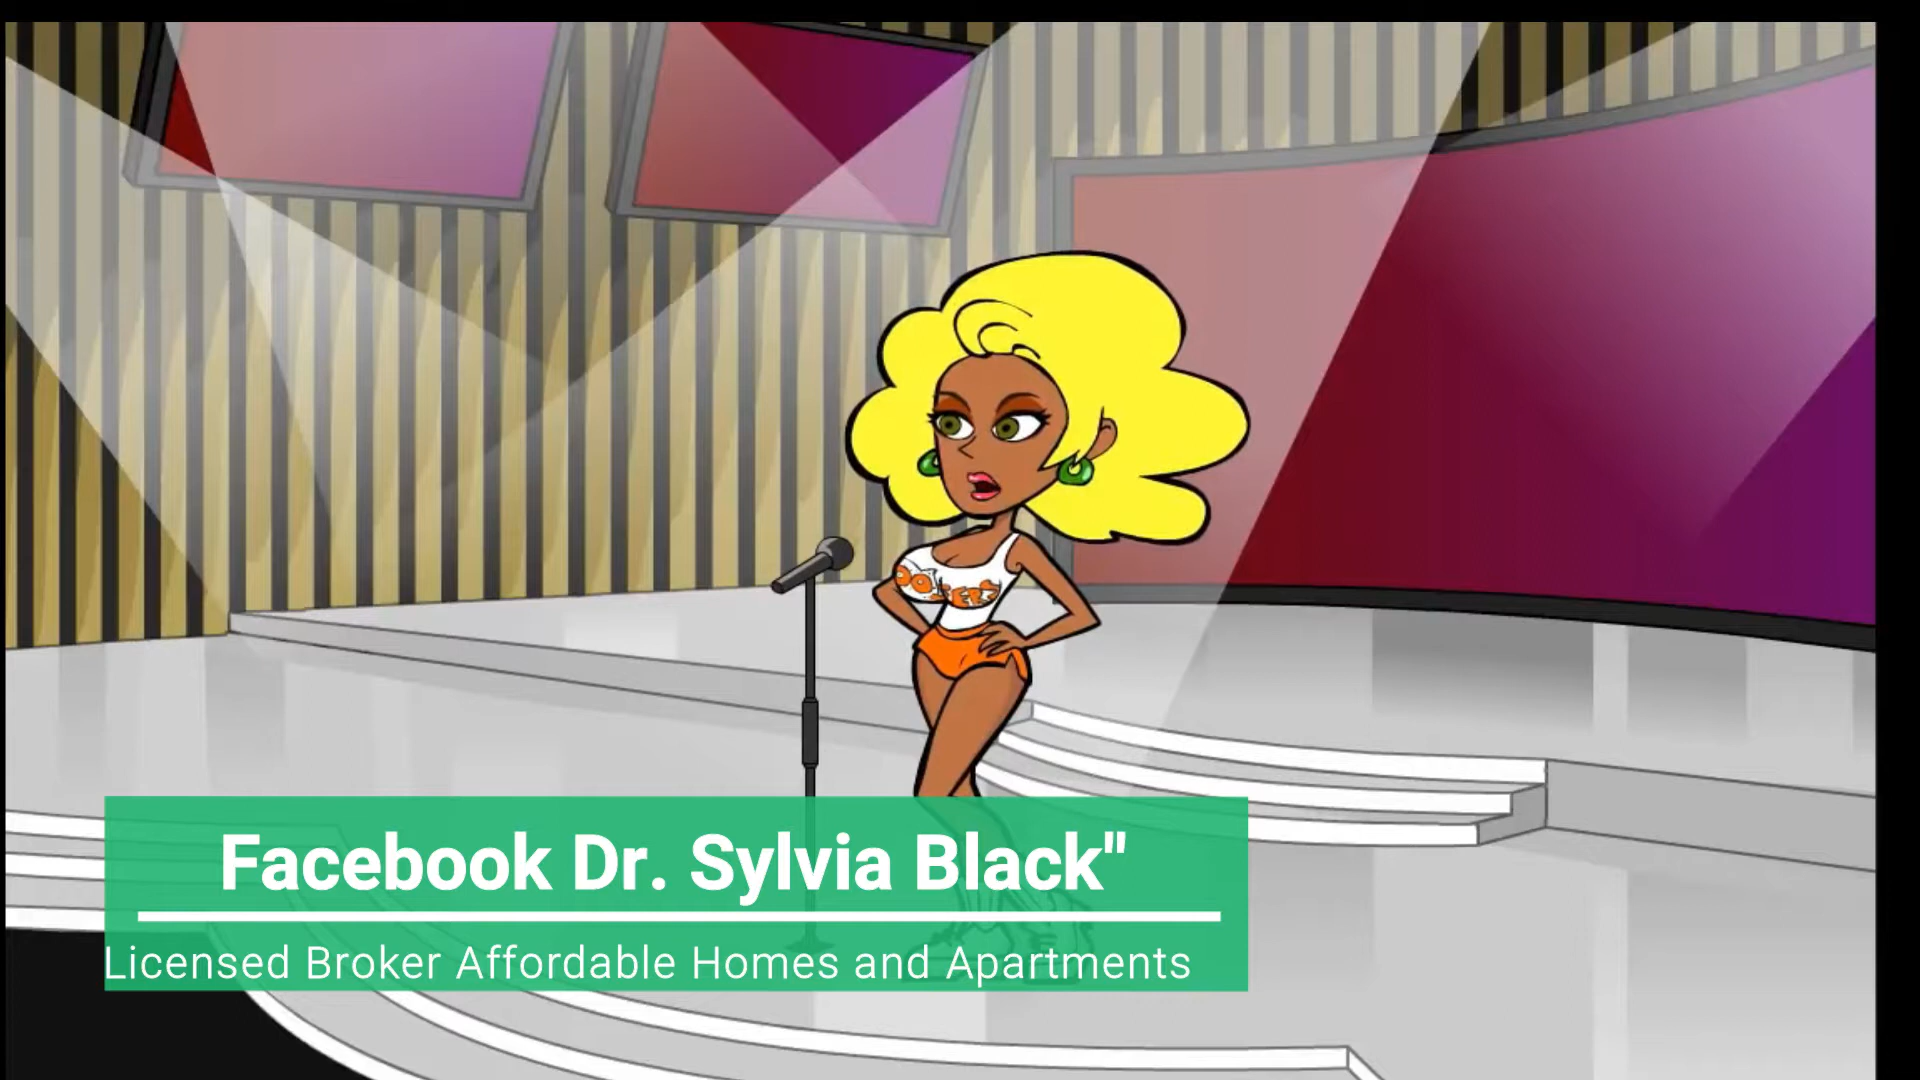 Facebook Dr. Sylvia Black"
Licensed Broker Affordable Homes and Apartments